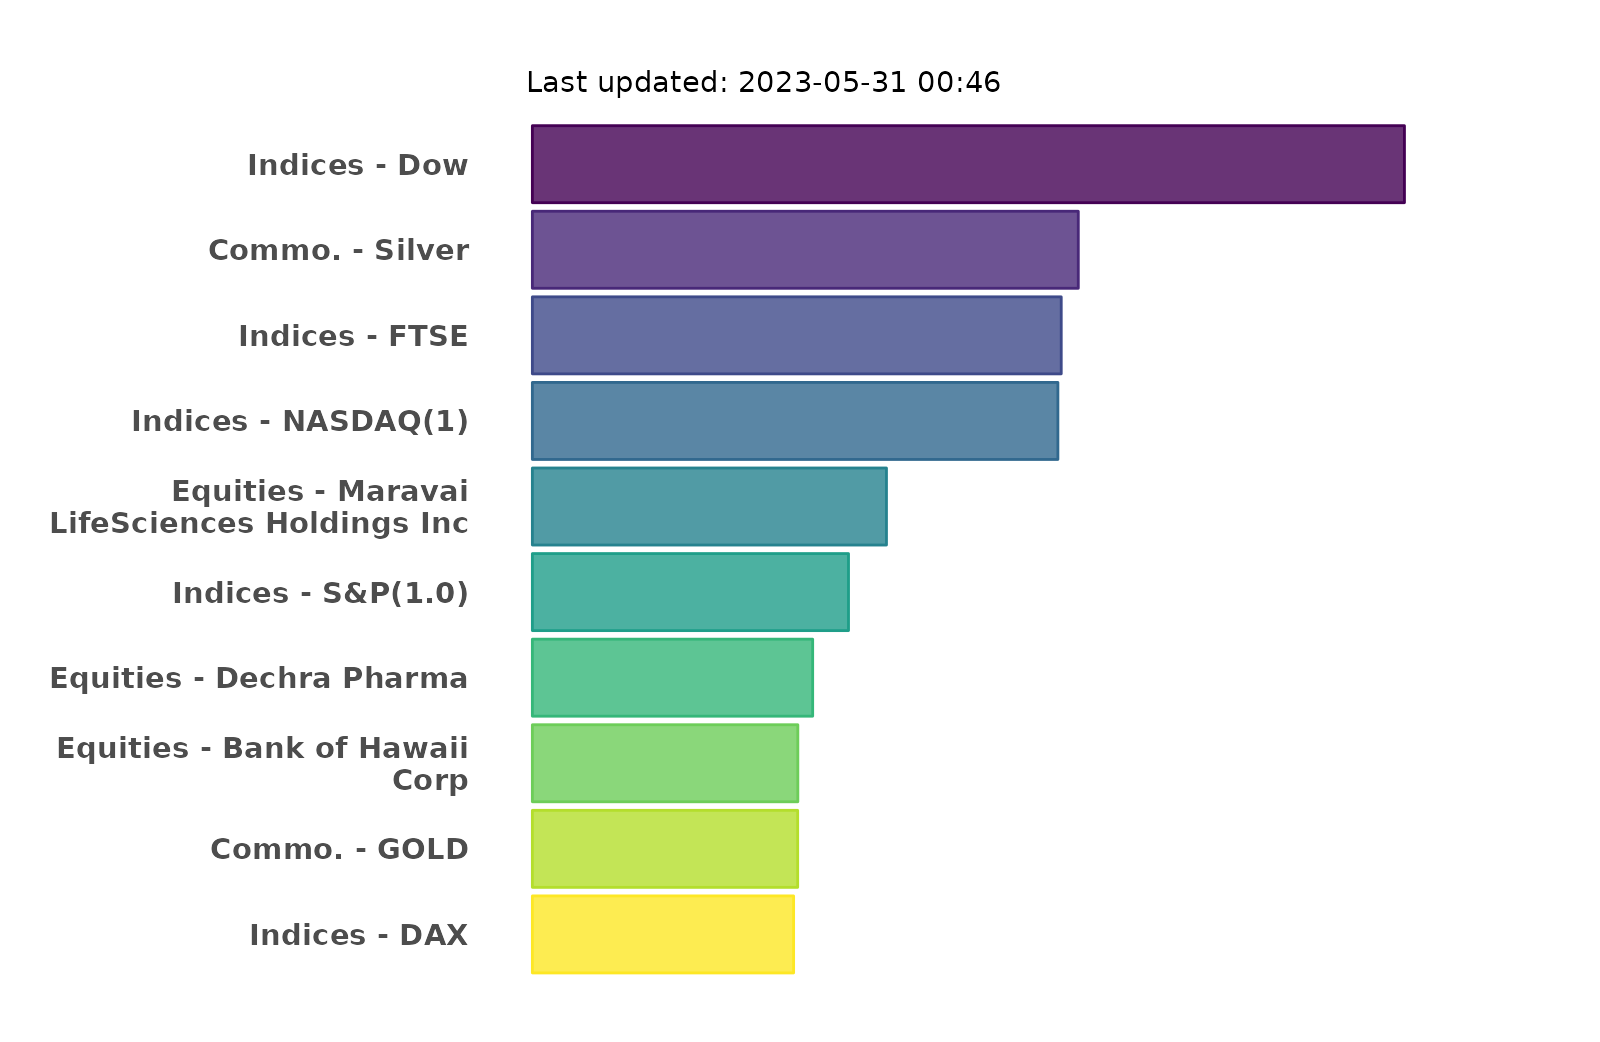 Last updated: 2023-05-31 00:46
Indices - Dow
Commo. - Silver
Indices - FTSE
Indices - NASDAQ(1)
Equities - Maravai
LifeSciences Holdings Inc
Indices - S&P(1.0)
Equities - Dechra Pharma
Equities - Bank of Hawaii
Corp
Commo. - GOLD
Indices - DAX